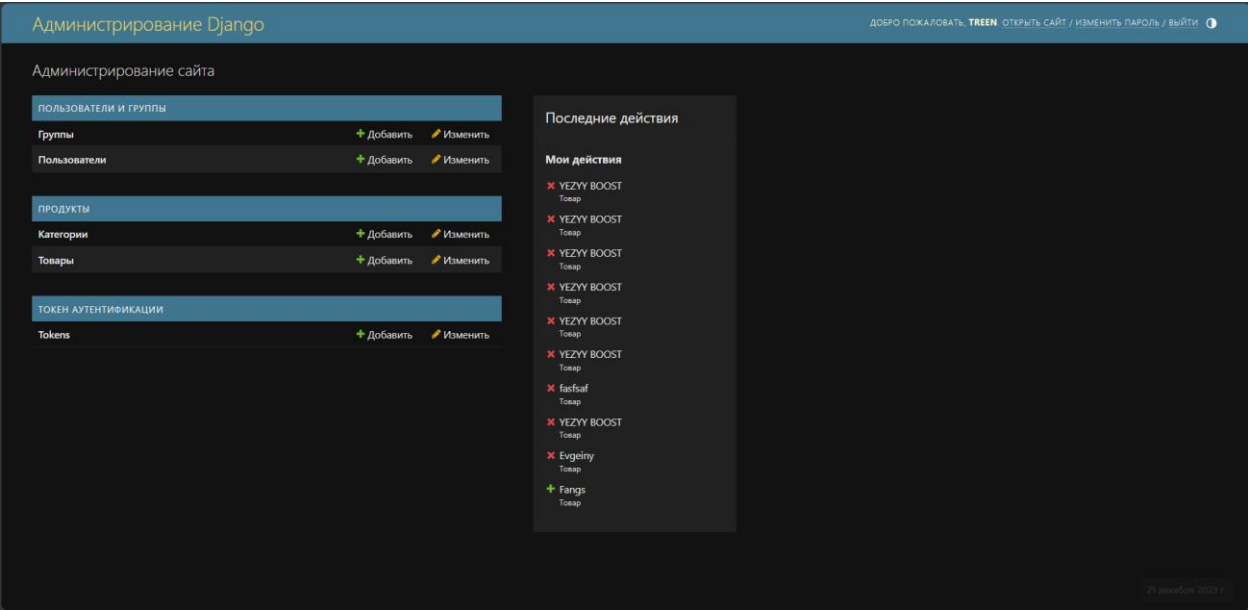 Администрирование Django
ДОБРО ПОЖАЛОВАТЬ, TREEN. ОТКРЫТЬ САЙТ / ИЗМЕНИТЬ ПАРОЛЬ / ВЫЙТИ
Администрирование сайта
ПОЛЬЗОВАТЕЛИ И ГРУППЫ
Группы Добавить Изменить
Пользователи Добавить Изменить
ПРОДУКТЫ
Категории Добавить Изменить
Товары Добавить Изменить
ТОКЕН АУТЕНТИФИКАЦИИ
Tokens Добавить Изменить
Последние действия
Мои действия
YEZYY BOOST
Товар
YEZYY BOOST
Товар
YEZYY BOOST
Товар
YEZYY BOOST
Товар
YEZYY BOOST
Товар
YEZYY BOOST
Товар
fasfsaf
Товар
YEZYY BOOST
Товар
Evgeiny
Товар
Fangs
Товар
21 декабря 2023 г.